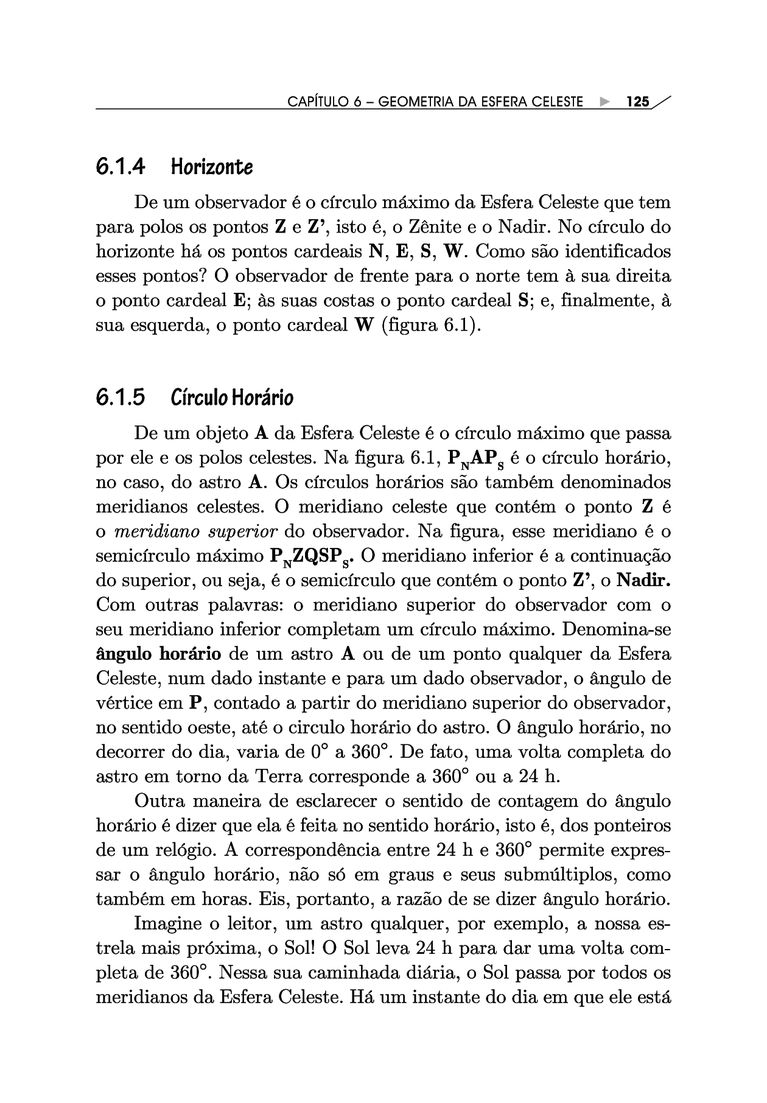 CAPÍTULO 6 – GEOMETRIA DA ESFERA CELESTE ▶ 125
6.1.4 Horizonte
De um observador é o círculo máximo da Esfera Celeste que tem
para polos os pontos Z e Z’, isto é, o Zênite e o Nadir. No círculo do
horizonte há os pontos cardeais N, E, S, W. Como são identificados
esses pontos? O observador de frente para o norte tem à sua direita
o ponto cardeal E; às suas costas o ponto cardeal S; e, finalmente, à
sua esquerda, o ponto cardeal W (figura 6.1).
6.1.5 Círculo Horário
De um objeto A da Esfera Celeste é o círculo máximo que passa
por ele e os polos celestes. Na figura 6.1, PNAPS é o círculo horário,
no caso, do astro A. Os círculos horários são também denominados
meridianos celestes. O meridiano celeste que contém o ponto Z é
o meridiano superior do observador. Na figura, esse meridiano é o
semicírculo máximo PNZQSPS. O meridiano inferior é a continuação
do superior, ou seja, é o semicírculo que contém o ponto Z’, o Nadir.
Com outras palavras: o meridiano superior do observador com o
seu meridiano inferior completam um círculo máximo. Denomina-se
ângulo horário de um astro A ou de um ponto qualquer da Esfera
Celeste, num dado instante e para um dado observador, o ângulo de
vértice em P, contado a partir do meridiano superior do observador,
no sentido oeste, até o circulo horário do astro. O ângulo horário, no
decorrer do dia, varia de 0° a 360°. De fato, uma volta completa do
astro em torno da Terra corresponde a 360° ou a 24 h.
Outra maneira de esclarecer o sentido de contagem do ângulo
horário é dizer que ela é feita no sentido horário, isto é, dos ponteiros
de um relógio. A correspondência entre 24 h e 360° permite expres-
sar o ângulo horário, não só em graus e seus submúltiplos, como
também em horas. Eis, portanto, a razão de se dizer ângulo horário.
Imagine o leitor, um astro qualquer, por exemplo, a nossa es-
trela mais próxima, o Sol! O Sol leva 24 h para dar uma volta com-
pleta de 360°. Nessa sua caminhada diária, o Sol passa por todos os
meridianos da Esfera Celeste. Há um instante do dia em que ele está